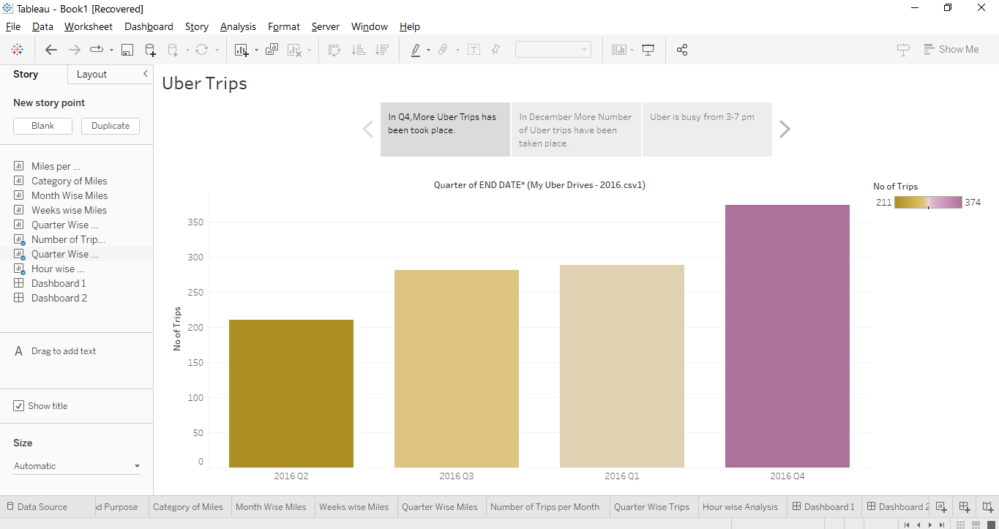 Tableau - Book1 [Recovered]
File Data Worksheet Dashboard Story Analysis Format Server Window Help
Show Me
Story Layout
New story point
Blank Duplicate
Miles per ...
Category of Miles
Month Wise Miles
Weeks wise Miles
Quarter Wise ...
Number of Trip...
Quarter Wise ...
Hour wise ...
Dashboard 1
Dashboard 2
A Drag to add text
Show title
Size
Automatic
Uber Trips
In Q4,More Uber Trips has
been took place.
In December More Number
of Uber trips have been
taken place.
Uber is busy from 3-7 pm
Quarter of END DATE* (My Uber Drives - 2016.csv1)
No of Trips
350
300
250
200
150
100
50
0
2016 Q2 2016 Q3 2016 Q1 2016 Q4
No of Trips
211 374
Data Source d Purpose Category of Miles Month Wise Miles Weeks wise Miles Quarter Wise Miles Number of Trips per Month Quarter Wise Trips Hour wise Analysis Dashboard 1 Dashboard 2